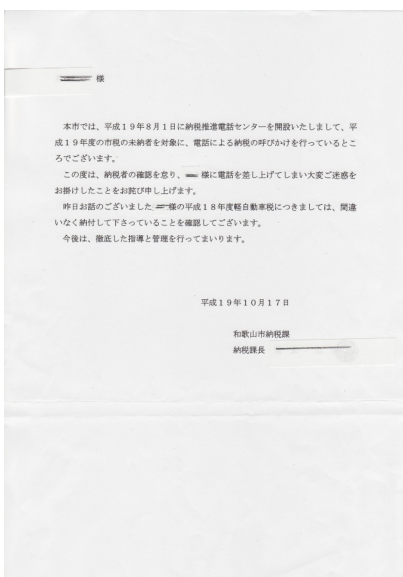 様
本市では、平成１９年８月１日に納税推進電話センターを開設いたしまして、平
成１９年度の市税の未納者を対象に、電話による納税の呼びかけを行っているとこ
ろでございます。
この度は、納税者の確認を怠り、様に電話を差し上げてしまい大変ご迷惑を
お掛けしたことをお詫び申し上げます。
昨日お話のございました様の平成１８年度軽自動車税につきましては、間違
いなく納付して下さっていることを確認してございます。
今後は、徹底した指導と管理を行ってまいります。
平成１９年１０月１７日
和歌山市納税課
納税課長